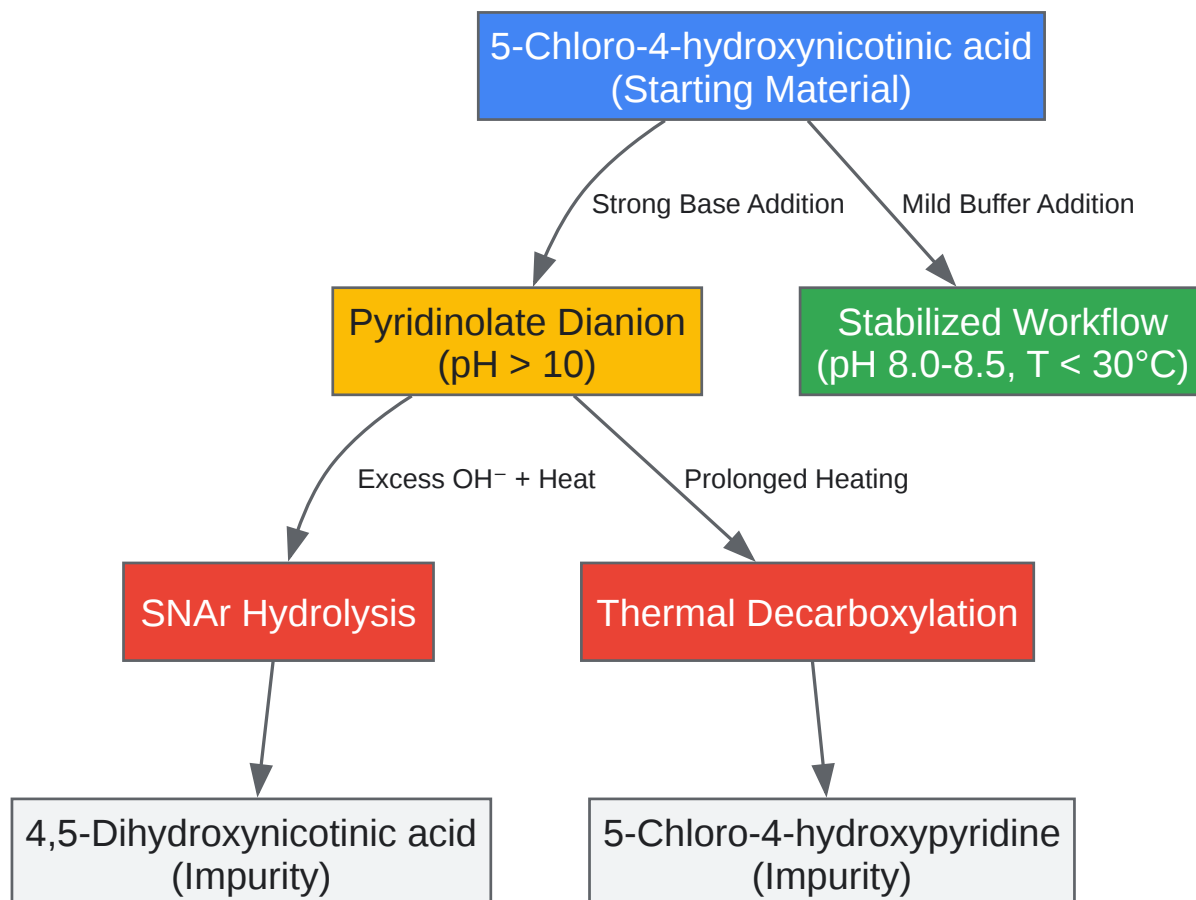 5-Chloro-4-hydroxynicotinic acid
(Starting Material)
Strong Base Addition
Mild Buffer Addition
Pyridinolate Dianion
(pH > 10)
Stabilized Workflow
(pH 8.0-8.5, T < 30°C)
Excess OH⁻ + Heat
Prolonged Heating
SNAr Hydrolysis
Thermal Decarboxylation
4,5-Dihydroxynicotinic acid
(Impurity)
5-Chloro-4-hydroxypyridine
(Impurity)